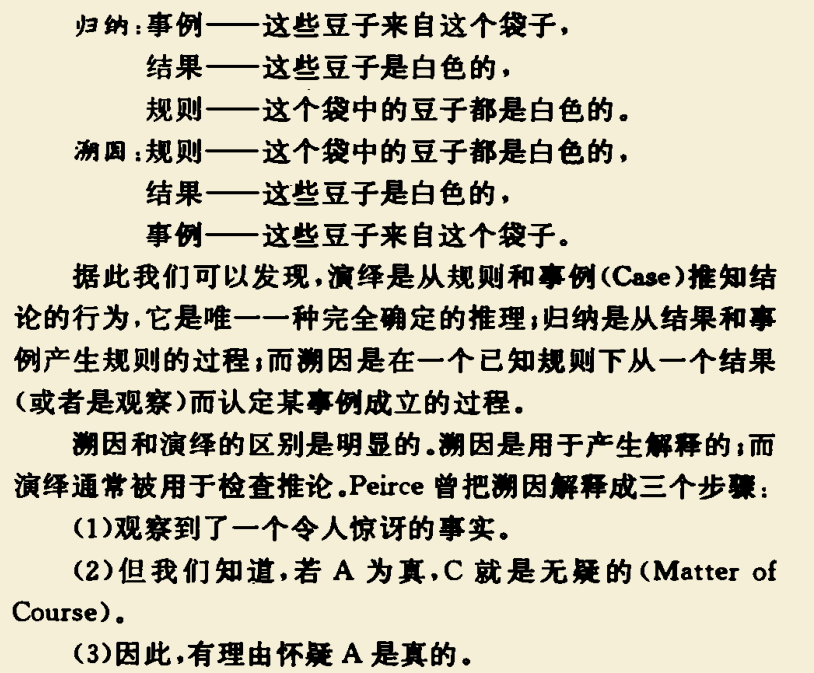 归纳:事例——这些豆子来自这个袋子,
结果——这些豆子是白色的,
规则——这个袋中的豆子都是白色的。
溯因:规则——这个袋中的豆子都是白色的,
结果——这些豆子是白色的,
事例——这些豆子来自这个袋子。
据此我们可以发现,演绎是从规则和事例(Case)推知结
论的行为,它是唯一一种完全确定的推理;归纳是从结果和事
例产生规则的过程;而溯因是在一个已知规则下从一个结果
(或者是观察)而认定某事例成立的过程。
溯因和演绎的区别是明显的。溯因是用于产生解释的;而
演绎通常被用于检查推论。Peirce 曾把溯因解释成三个步骤:
(1)观察到了一个令人惊讶的事实。
(2)但我们知道,若 A 为真,C 就是无疑的(Matter of
Course)。
(3)因此,有理由怀疑 A 是真的。